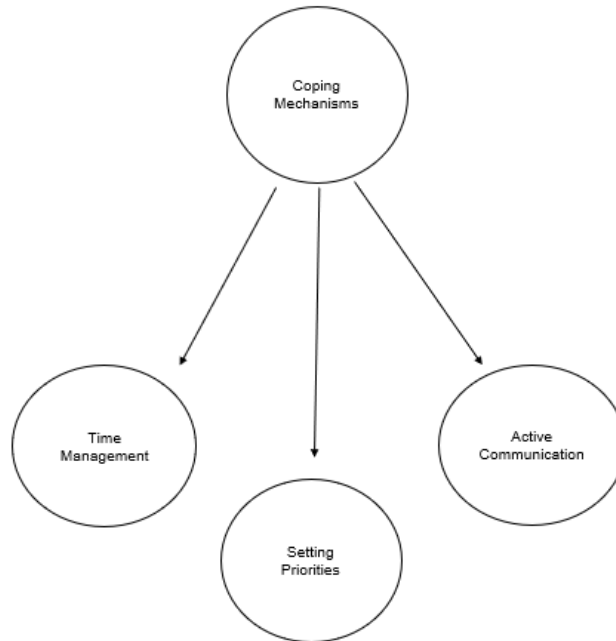 Coping
Mechanisms
Time
Management
Active
Communication
Setting
Priorities